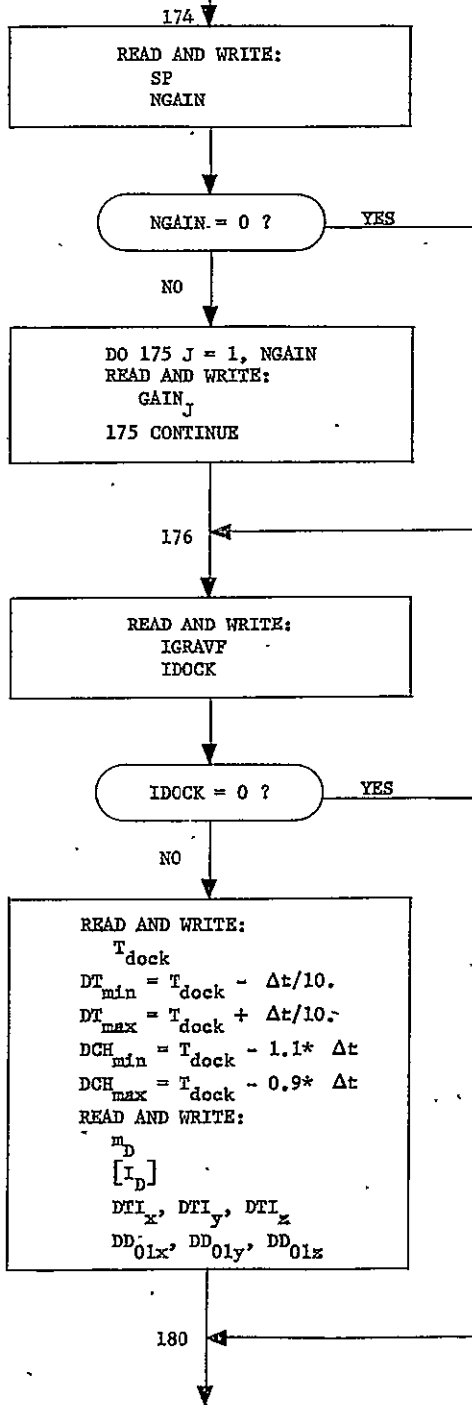 174
READ AND WRITE:
SP
NGAIN
NGAIN = 0 ?
YES
NO
DO 175 J = 1, NGAIN
READ AND WRITE:
GAIN_J
175 CONTINUE
176
READ AND WRITE:
IGRAVF
IDOCK
IDOCK = 0 ?
YES
NO
READ AND WRITE:
T_dock
DT_min = T_dock - Δt/10.
DT_max = T_dock + Δt/10.
DCH_min = T_dock - 1.1* Δt
DCH_max = T_dock - 0.9* Δt
READ AND WRITE:
m_D
[I_D]
DTI_x, DTI_y, DTI_z
DD_01x, DD_01y, DD_01z
180